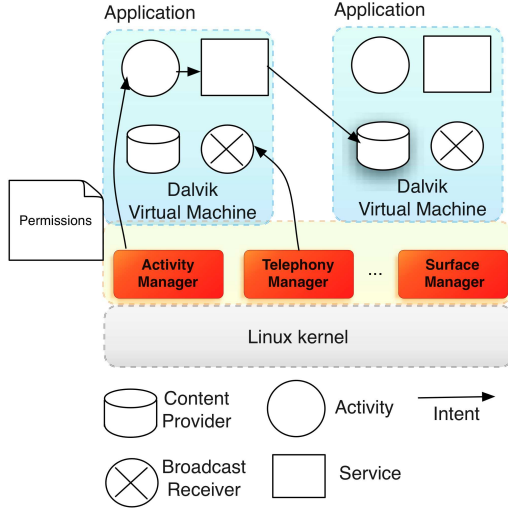 Application
Application
Dalvik
Virtual Machine
Dalvik
Virtual Machine
Permissions
Activity
Manager
Telephony
Manager
...
Surface
Manager
Linux kernel
Content
Provider
Activity
Intent
Broadcast
Receiver
Service